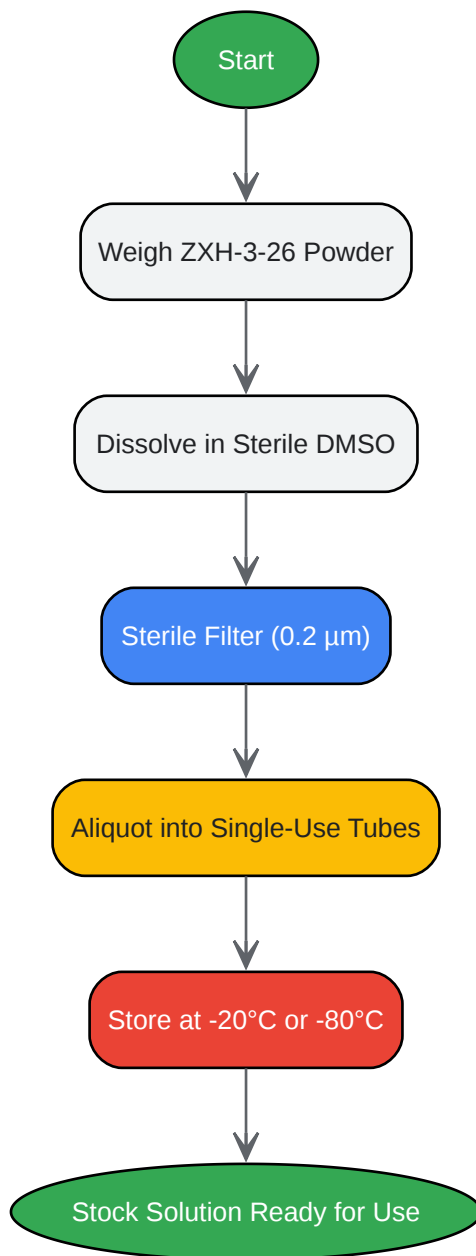 Start
Weigh ZXH-3-26 Powder
Dissolve in Sterile DMSO
Sterile Filter (0.2 µm)
Aliquot into Single-Use Tubes
Store at -20°C or -80°C
Stock Solution Ready for Use